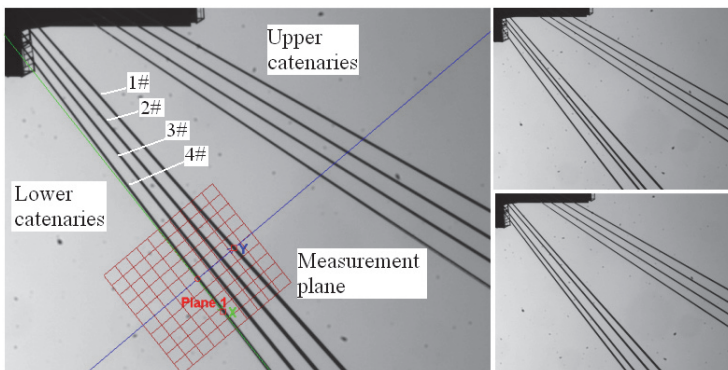 Upper
catenaries
1#
2#
3#
4#
Lower
catenaries
Y
Measurement
plane
Plane 1
X